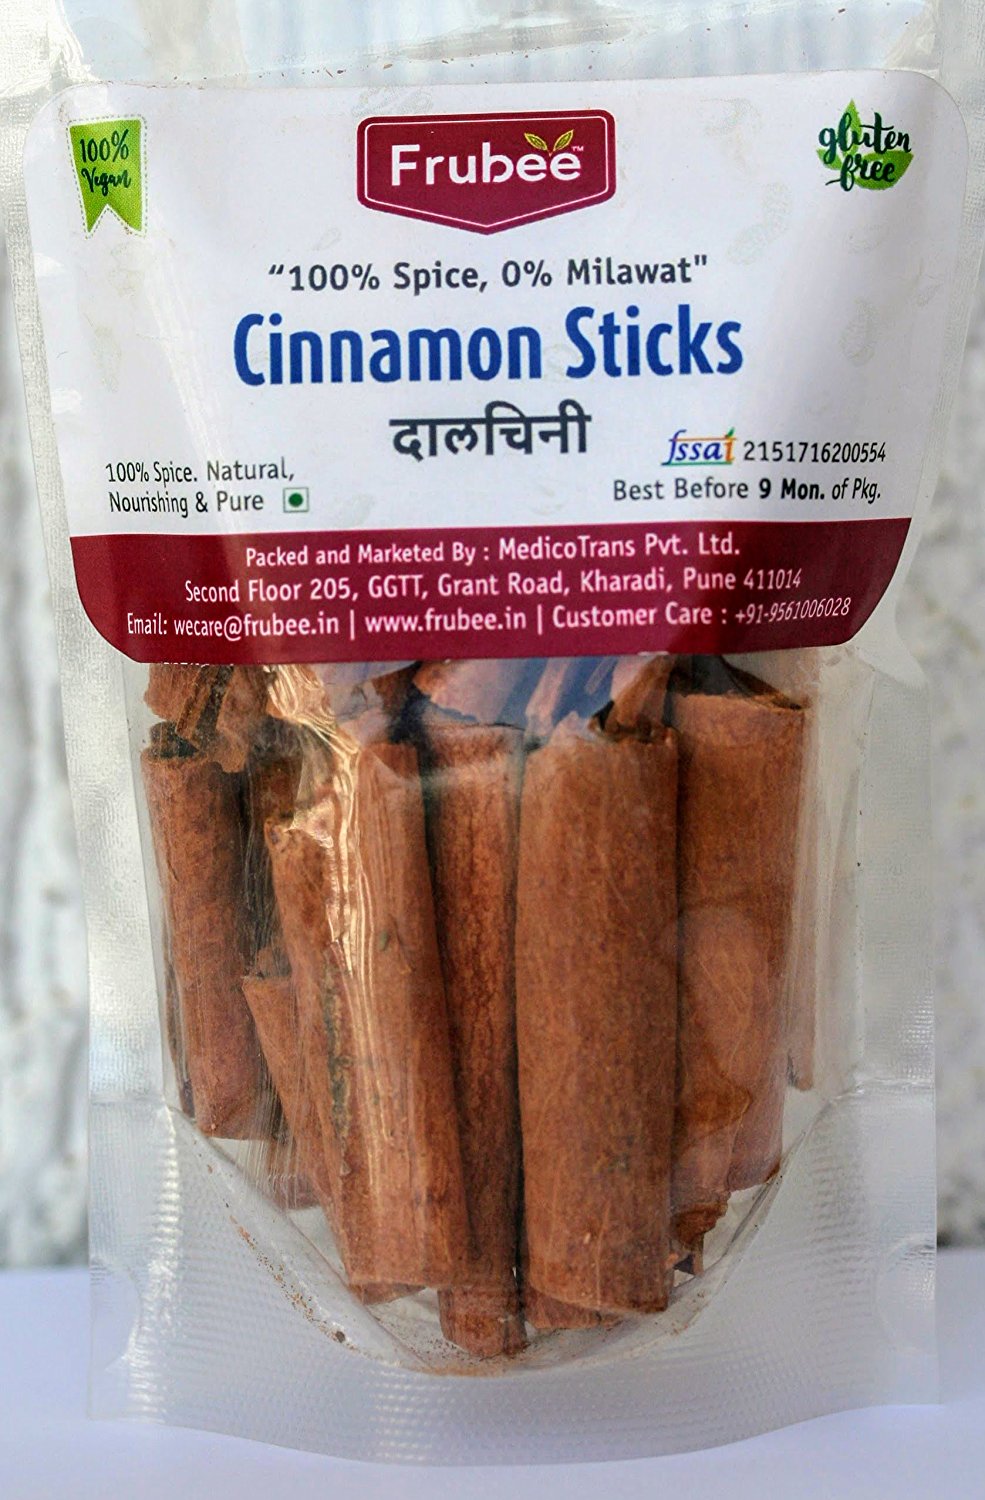 100%
Vegan
Frubee™
gluten
free
“100% Spice, 0% Milawat"
Cinnamon Sticks
दालचिनी
100% Spice. Natural,
Nourishing & Pure
fssai 2151716200554
Best Before 9 Mon. of Pkg.
Packed and Marketed By : MedicoTrans Pvt. Ltd.
Second Floor 205, GGTT, Grant Road, Kharadi, Pune 411014
Email: wecare@frubee.in | www.frubee.in | Customer Care : +91-9561006028